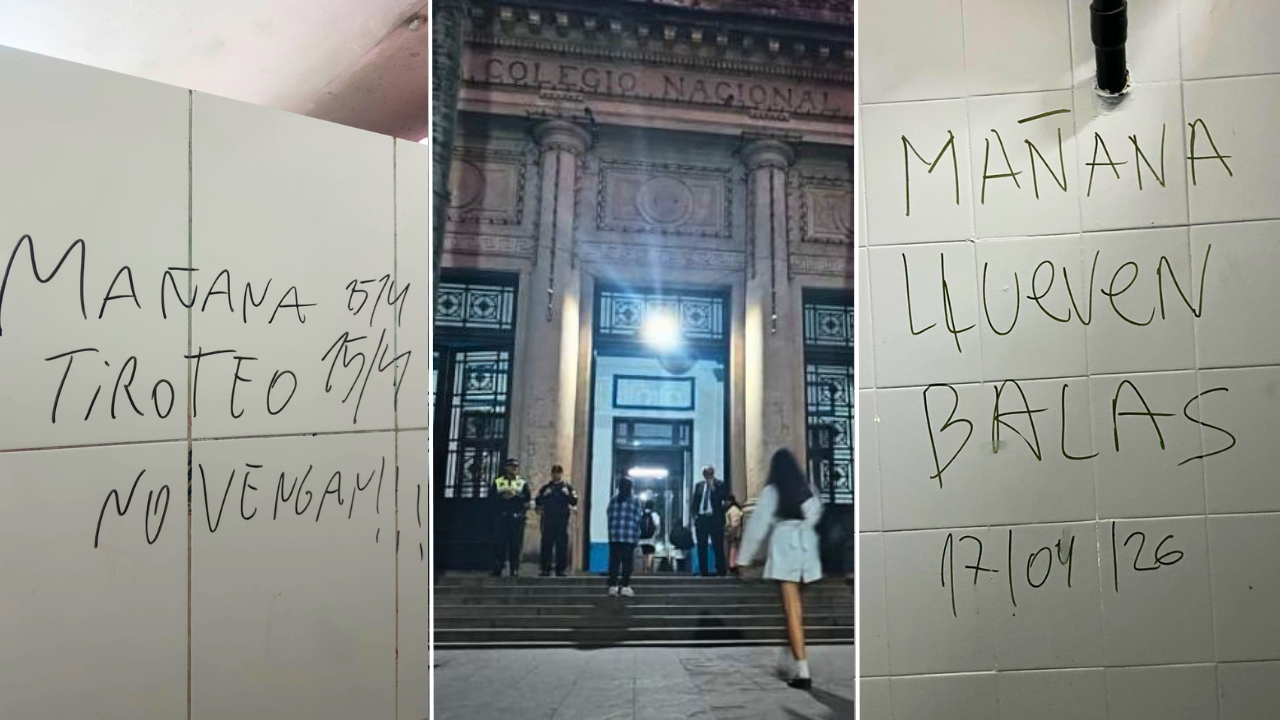 MAÑANA 15/4
TiROTEO 15/4
NO VENGAN!!
COLEGIO NACIONAL
MAÑANA
LLUeVeN
BALAS
17/04/26